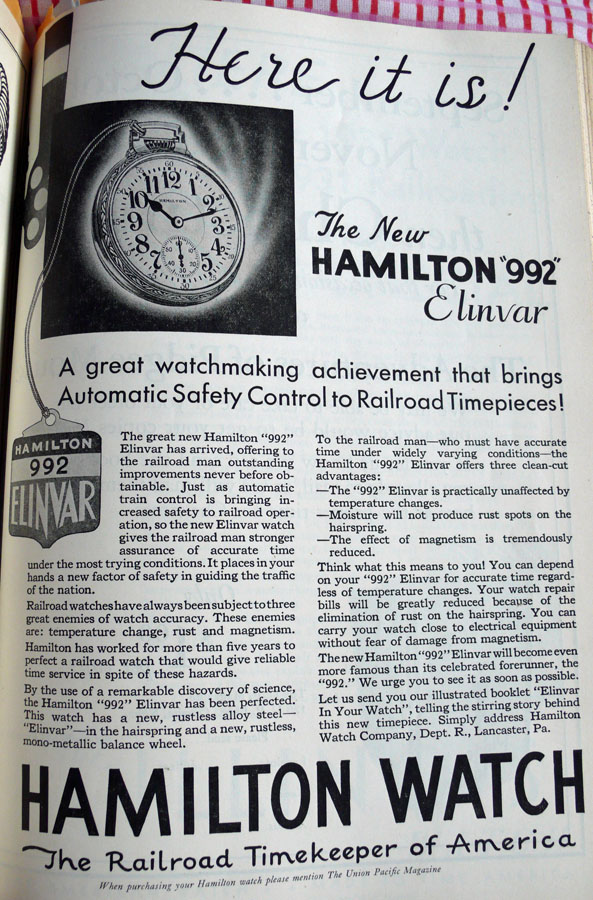 Here it is!
The New
HAMILTON "992"
Elinvar
A great watchmaking achievement that brings
Automatic Safety Control to Railroad Timepieces!
HAMILTON
992
ELINVAR
The great new Hamilton "992"
Elinvar has arrived, offering to
the railroad man outstanding
improvements never before ob-
tainable. Just as automatic
train control is bringing in-
creased safety to railroad oper-
ation, so the new Elinvar watch
gives the railroad man stronger
assurance of accurate time
under the most trying conditions. It places in your
hands a new factor of safety in guiding the traffic
of the nation.
Railroad watches have always been subject to three
great enemies of watch accuracy. These enemies
are: temperature change, rust and magnetism.
Hamilton has worked for more than five years to
perfect a railroad watch that would give reliable
time service in spite of these hazards.
By the use of a remarkable discovery of science,
the Hamilton "992" Elinvar has been perfected.
This watch has a new, rustless alloy steel—
"Elinvar"—in the hairspring and a new, rustless,
mono-metallic balance wheel.
To the railroad man—who must have accurate
time under widely varying conditions—the
Hamilton "992" Elinvar offers three clean-cut
advantages:
—The "992" Elinvar is practically unaffected by
temperature changes.
—Moisture will not produce rust spots on the
hairspring.
—The effect of magnetism is tremendously
reduced.
Think what this means to you! You can depend
on your "992" Elinvar for accurate time regard-
less of temperature changes. Your watch repair
bills will be greatly reduced because of the
elimination of rust on the hairspring. You can
carry your watch close to electrical equipment
without fear of damage from magnetism.
The new Hamilton "992" Elinvar will become even
more famous than its celebrated forerunner, the
"992." We urge you to see it as soon as possible.
Let us send you our illustrated booklet "Elinvar
In Your Watch", telling the stirring story behind
this new timepiece. Simply address Hamilton
Watch Company, Dept. R., Lancaster, Pa.
HAMILTON WATCH
The Railroad Timekeeper of America
When purchasing your Hamilton watch please mention The Union Pacific Magazine